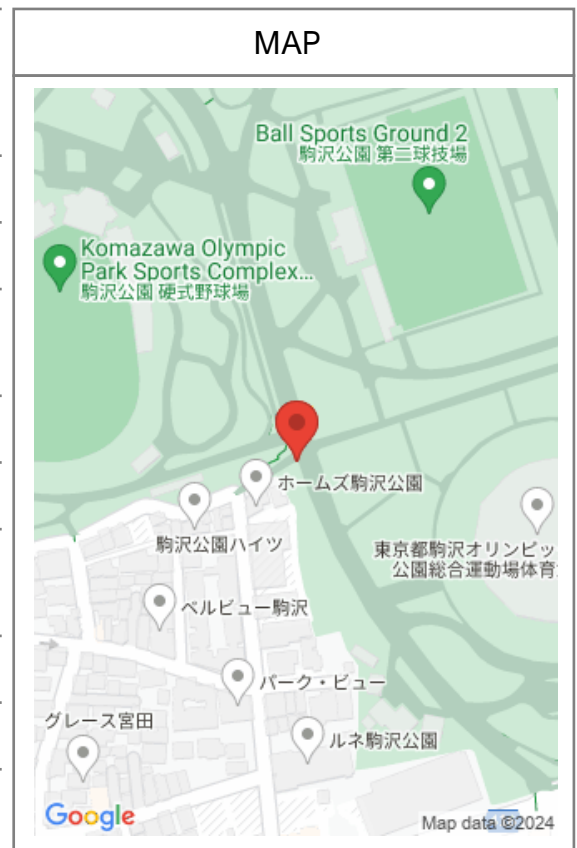 MAP
Ball Sports Ground 2
駒沢公園 第二球技場
Komazawa Olympic
Park Sports Complex...
駒沢公園 硬式野球場
ホームズ駒沢公園
駒沢公園ハイツ
東京都駒沢オリンピッ
公園総合運動場体育
ベルビュー駒沢
パーク・ビュー
グレース宮田
ルネ駒沢公園
Google
Map data ©2024